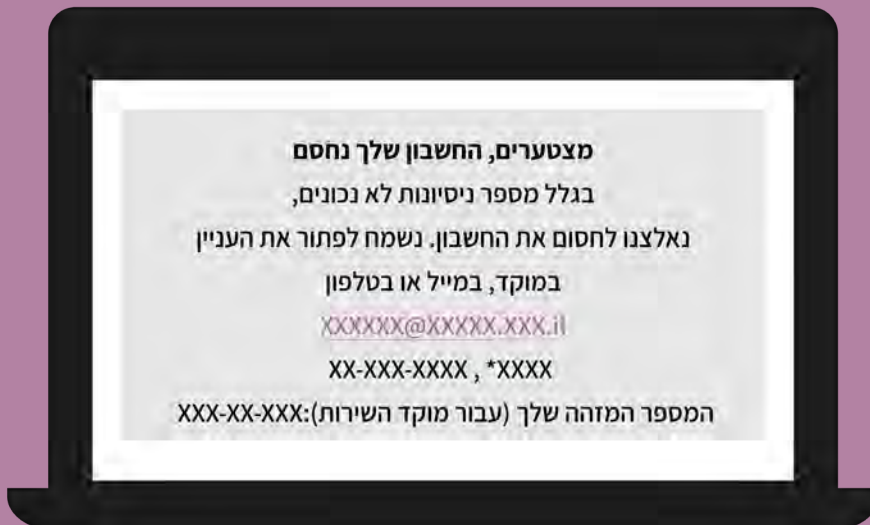 מצטערים, החשבון שלך נחסם
בגלל מספר ניסיונות לא נכונים,
נאלצנו לחסום את החשבון. נשמח לפתור את העניין
במוקד, במייל או בטלפון
XXXXXX@XXXXX.XXX.il
XX-XXX-XXXX , *XXXX
המספר המזהה שלך (עבור מוקד השירות):XXX-XX-XXX